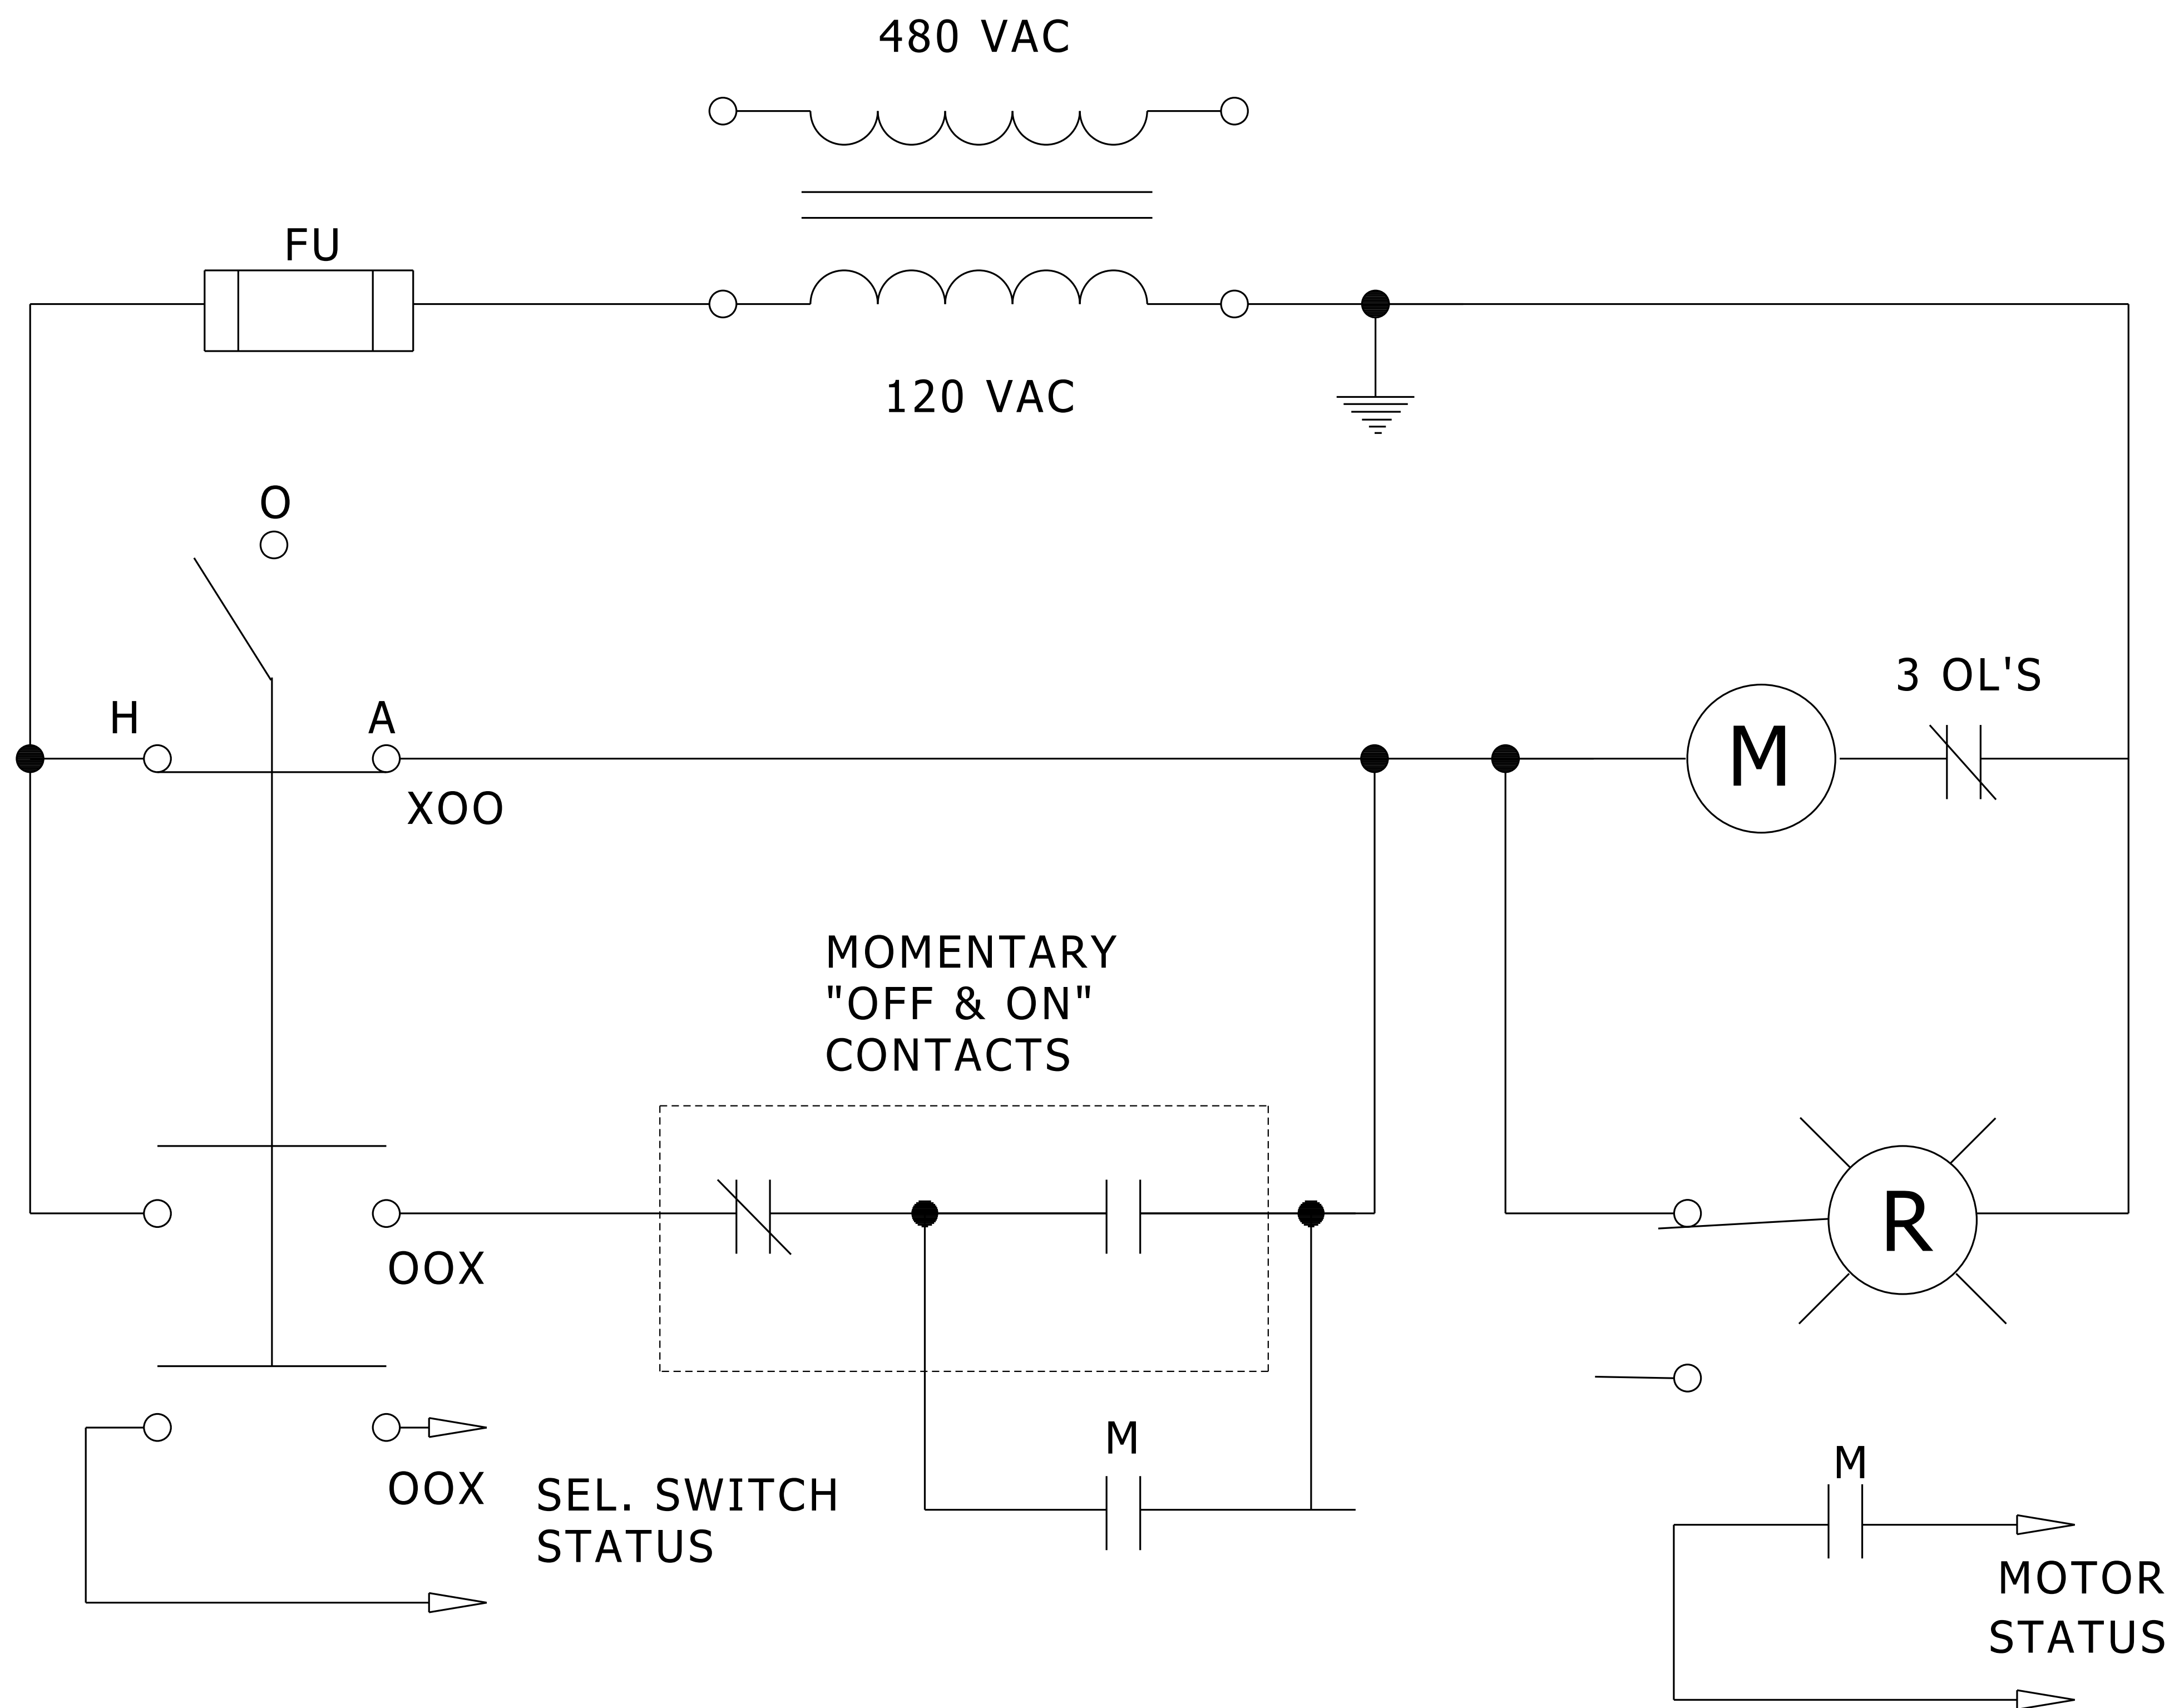 480 VAC
FU
120 VAC
O
H
A
XOO
3 OL'S
M
MOMENTARY
"OFF & ON"
CONTACTS
R
OOX
M
M
OOX
SEL. SWITCH
STATUS
MOTOR
STATUS